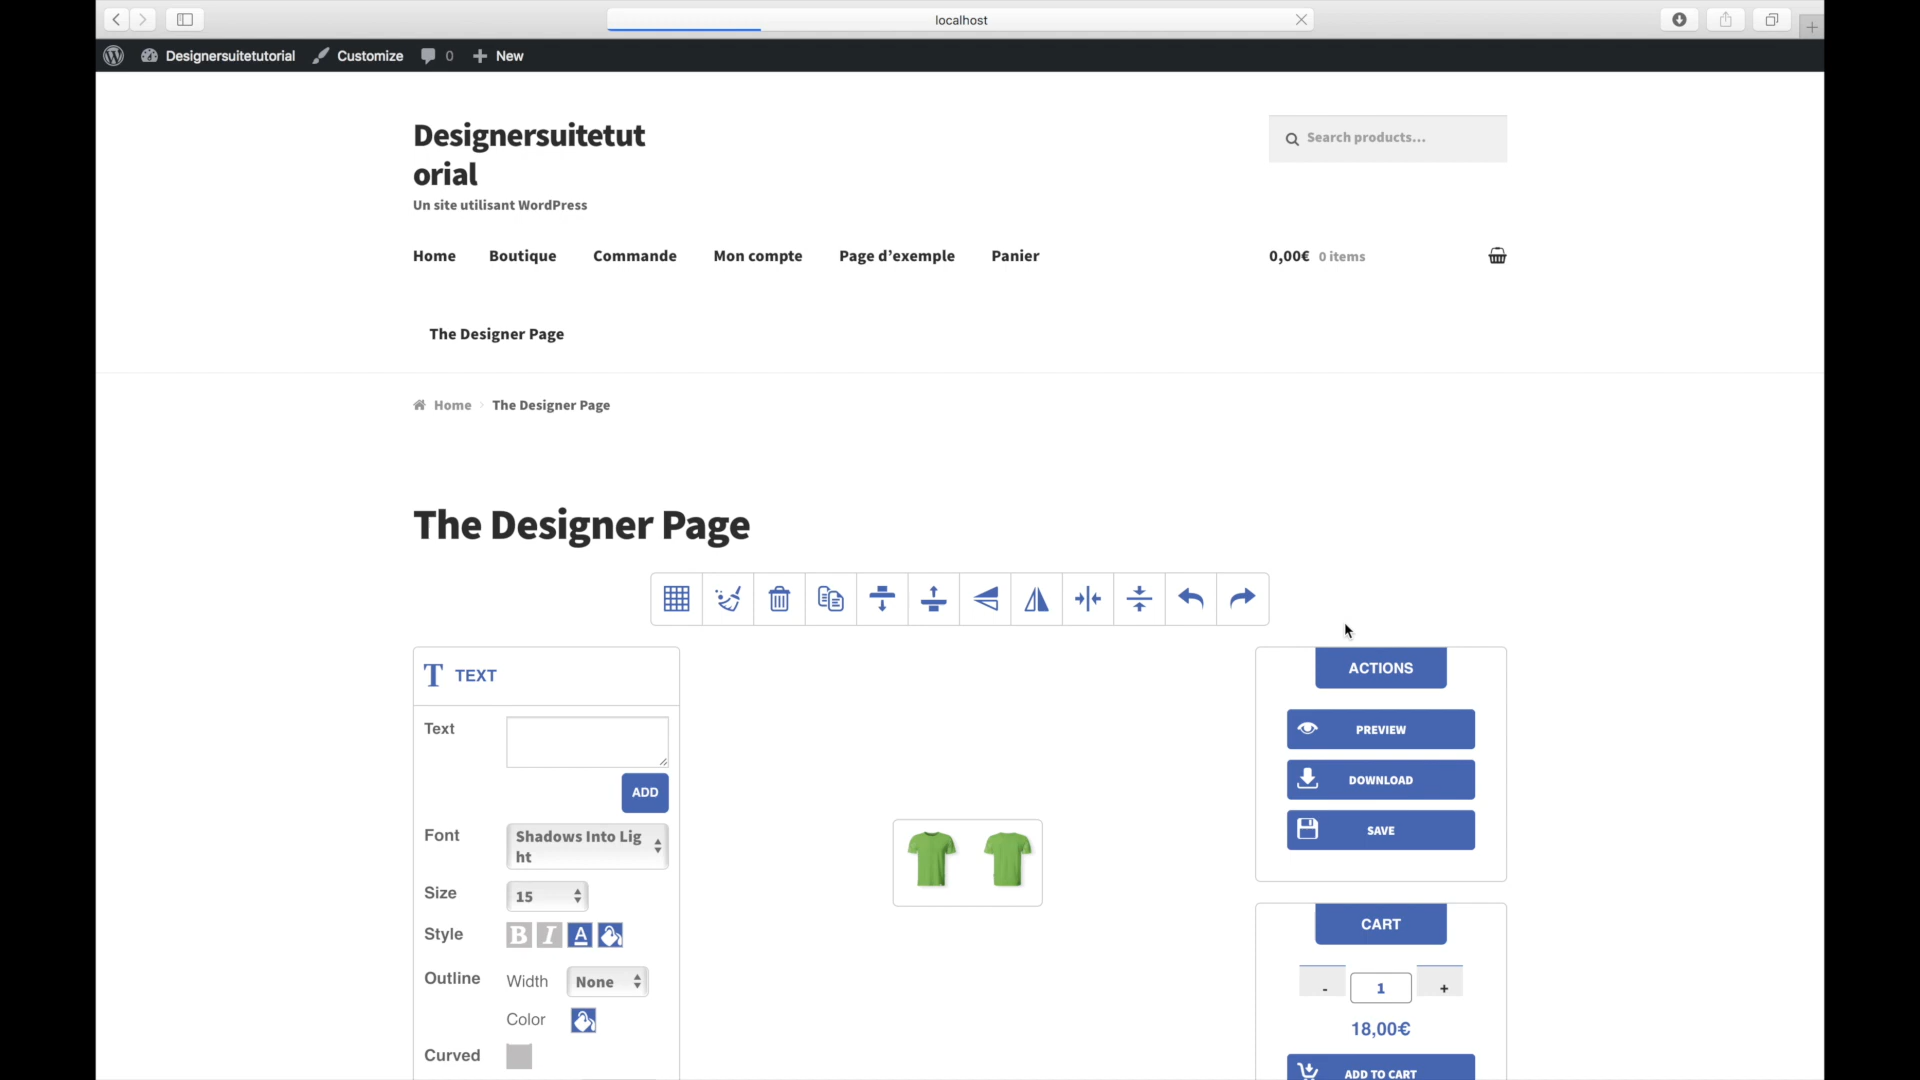 localhost
Designersuitetutorial Customize 0 New
Designersuitetut
orial
Un site utilisant WordPress
Search products…
Home Boutique Commande Mon compte Page d’exemple Panier
0,00€ 0 items
The Designer Page
Home The Designer Page
The Designer Page
T TEXT
Text
ADD
Font Shadows Into Lig
ht
Size 15
Style B I A
Outline Width None
Color
Curved
ACTIONS
PREVIEW
DOWNLOAD
SAVE
CART
- 1 +
18,00€
ADD TO CART